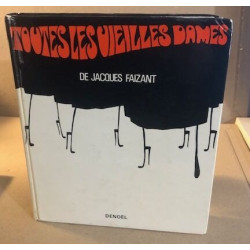 TOUTES LES VIEILLES DAMES
DE JACQUES FAIZANT
DENOËL